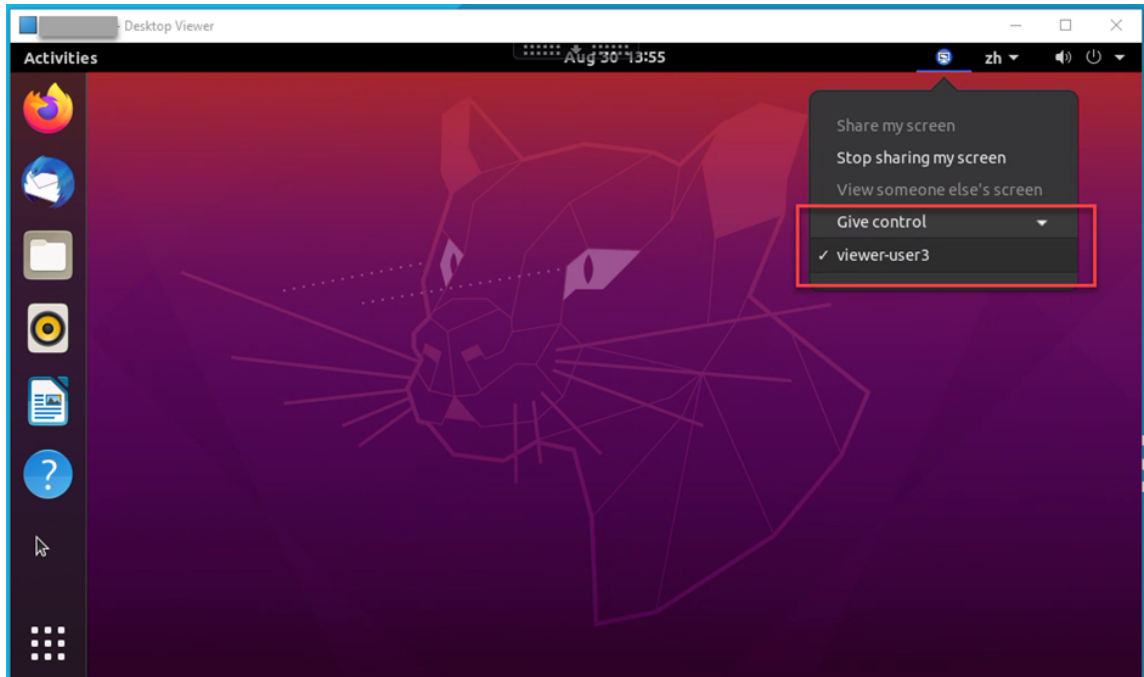 - Desktop Viewer
Activities
Aug 30 13:55
zh
Share my screen
Stop sharing my screen
View someone else's screen
Give control
✓ viewer-user3
?